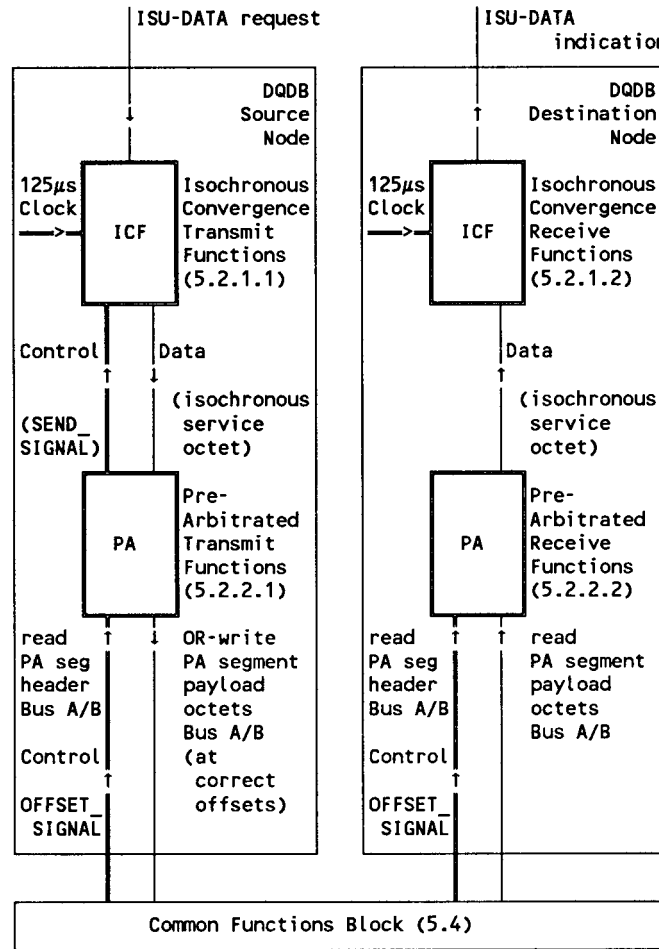 ISU-DATA request
DQDB
Source
Node
125μs
Clock
ICF
Isochronous
Convergence
Transmit
Functions
(5.2.1.1)
Control
Data
(SEND_
SIGNAL)
(isochronous
service
octet)
PA
Pre-
Arbitrated
Transmit
Functions
(5.2.2.1)
read
PA seg
header
Bus A/B
OR-write
PA segment
payload
octets
Bus A/B
(at
correct
offsets)
Control
OFFSET_
SIGNAL
ISU-DATA
indication
DQDB
Destination
Node
125μs
Clock
ICF
Isochronous
Convergence
Receive
Functions
(5.2.1.2)
Data
(isochronous
service
octet)
PA
Pre-
Arbitrated
Receive
Functions
(5.2.2.2)
read
PA seg
header
Bus A/B
read
PA segment
payload
octets
Bus A/B
Control
OFFSET_
SIGNAL
Common Functions Block (5.4)